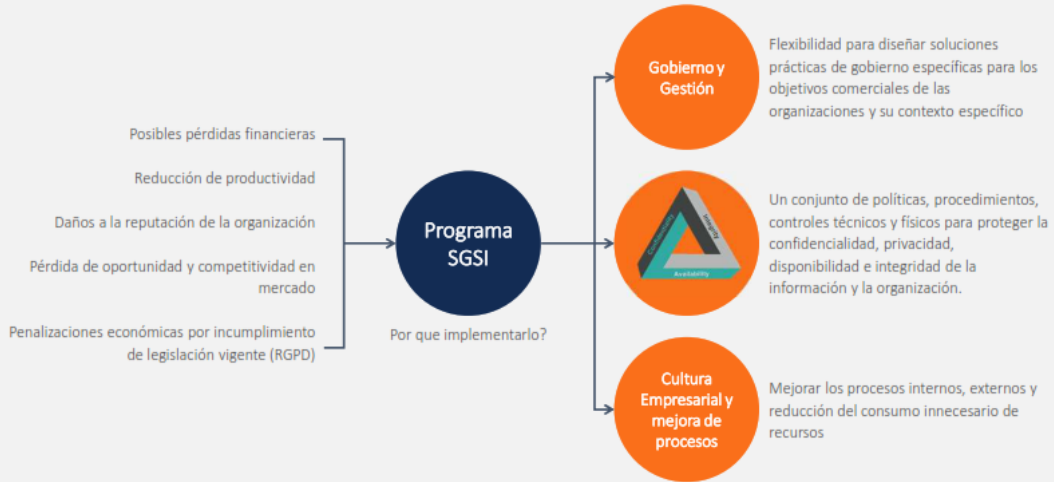 Posibles pérdidas financieras
Reducción de productividad
Daños a la reputación de la organización
Pérdida de oportunidad y competitividad en
mercado
Penalizaciones económicas por incumplimiento
de legislación vigente (RGPD)
Programa
SGSI
Por que implementarlo?
Gobierno y
Gestión
Flexibilidad para diseñar soluciones
prácticas de gobierno específicas para los
objetivos comerciales de las
organizaciones y su contexto específico
Confidentiality
Integrity
Availability
Un conjunto de políticas, procedimientos,
controles técnicos y físicos para proteger la
confidencialidad, privacidad,
disponibilidad e integridad de la
información y la organización.
Cultura
Empresarial y
mejora de
procesos
Mejorar los procesos internos, externos y
reducción del consumo innecesario de
recursos